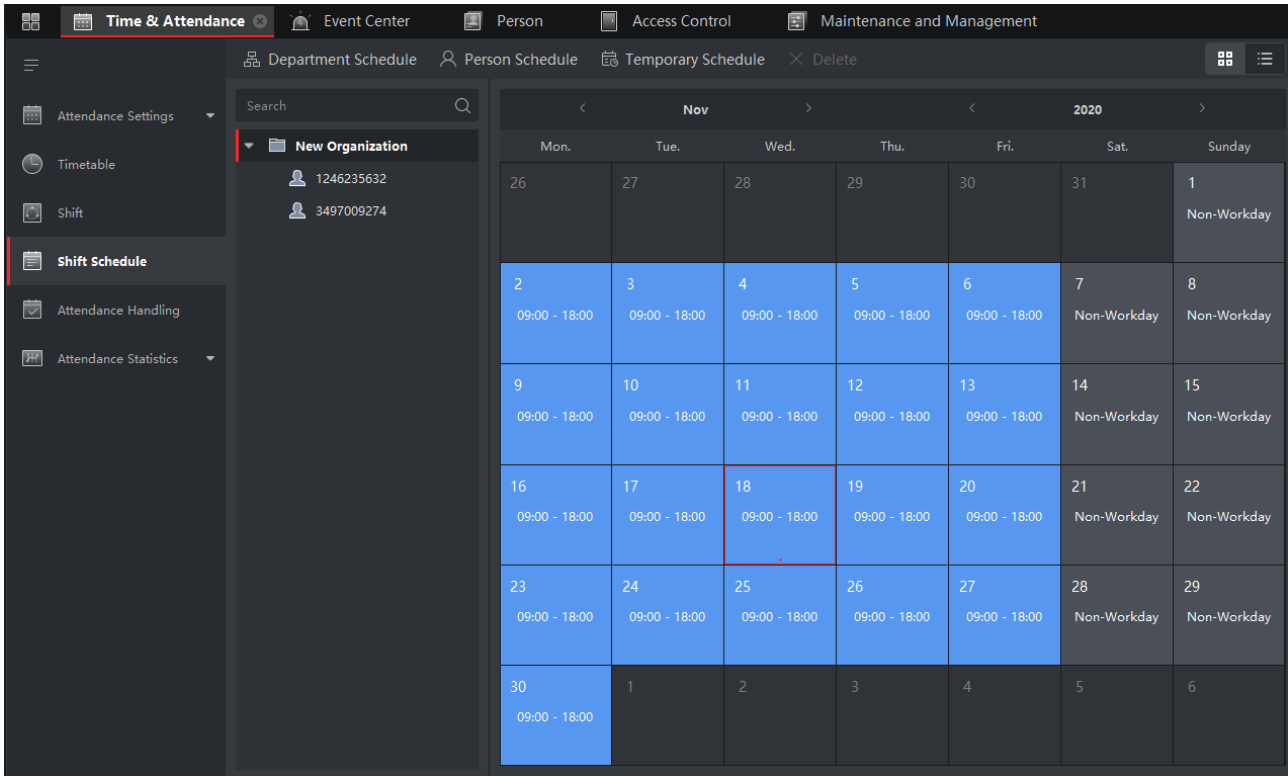 Time & Attendance Event Center Person Access Control Maintenance and Management
Department Schedule Person Schedule Temporary Schedule Delete
Attendance Settings
Timetable
Shift
Shift Schedule
Attendance Handling
Attendance Statistics
Search
New Organization
1246235632
3497009274
Nov 2020
Mon. Tue. Wed. Thu. Fri. Sat. Sunday
26 27 28 29 30 31 1
Non-Workday
2 3 4 5 6 7 8
09:00 - 18:00 09:00 - 18:00 09:00 - 18:00 09:00 - 18:00 09:00 - 18:00 Non-Workday Non-Workday
9 10 11 12 13 14 15
09:00 - 18:00 09:00 - 18:00 09:00 - 18:00 09:00 - 18:00 09:00 - 18:00 Non-Workday Non-Workday
16 17 18 19 20 21 22
09:00 - 18:00 09:00 - 18:00 09:00 - 18:00 09:00 - 18:00 09:00 - 18:00 Non-Workday Non-Workday
23 24 25 26 27 28 29
09:00 - 18:00 09:00 - 18:00 09:00 - 18:00 09:00 - 18:00 09:00 - 18:00 Non-Workday Non-Workday
30 1 2 3 4 5 6
09:00 - 18:00